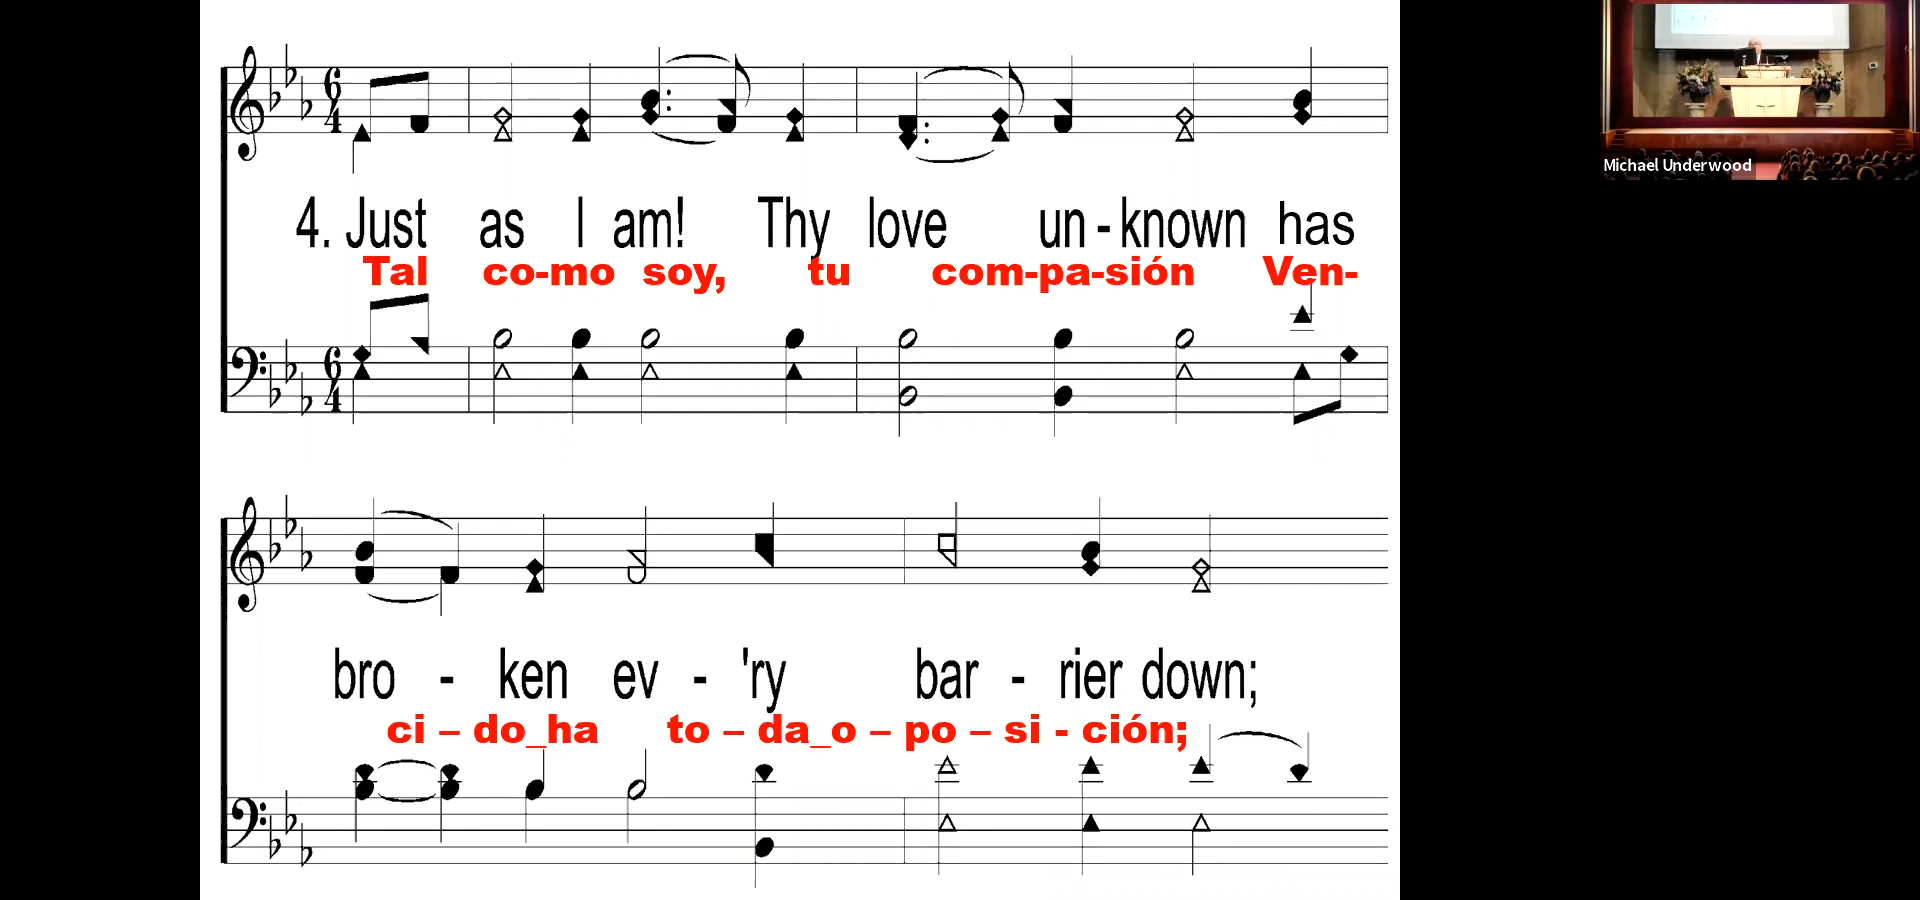 4. Just as I am! Thy love un - known has
Tal co-mo soy, tu com-pa-sión Ven-
bro - ken ev - 'ry bar - rier down;
ci – do_ha to – da_o – po – si - ción;
Michael Underwood